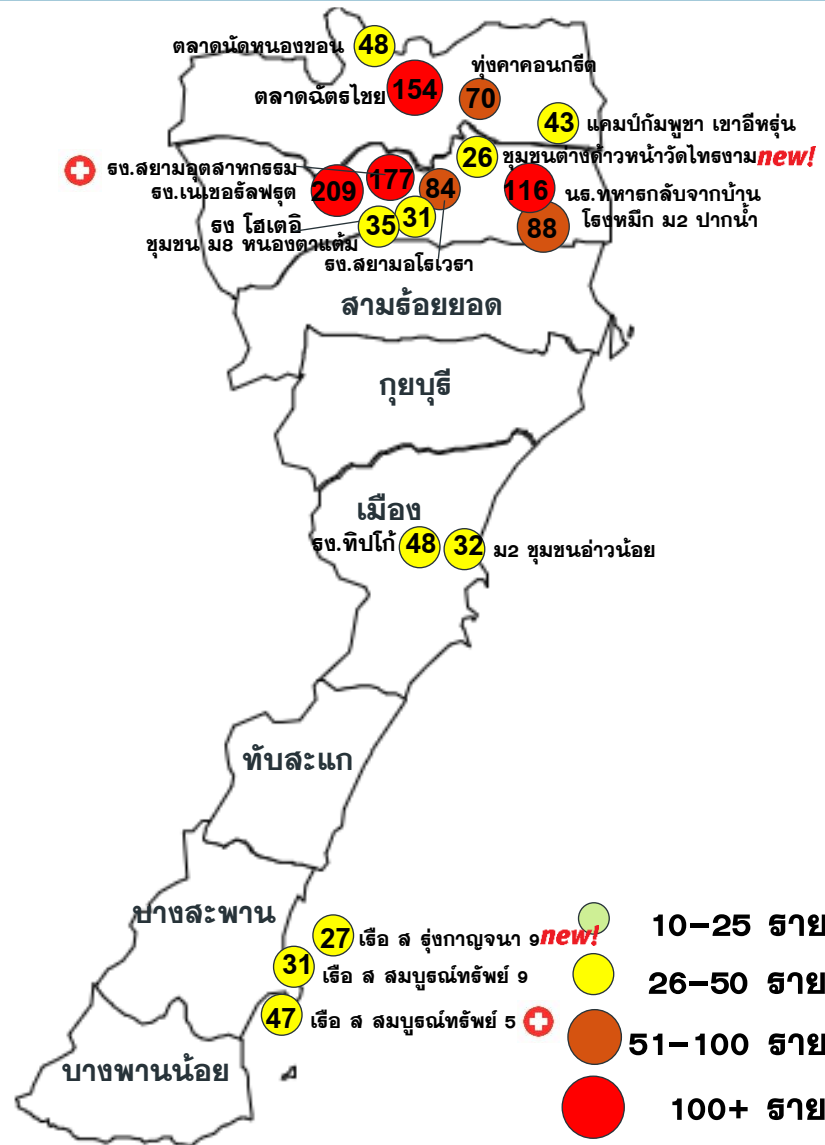 ตลาดนัดหนองขอน 48
ทุ่งคาคอนกรีต
ตลาดฉัตรไชย 154
70
43 แคมป์กัมพูชา เขาอีหรุ่น
26 ชุมชนต่างด้าวหน้าวัดไทรงาม new!
รง.สยามอุตสาหกรรม 177
รง.เนเชอรัลฟรุต 209
84
116 นร.ทหารกลับจากบ้าน
โรงหมึก ม2 ปากน้ำ
88
รง โฮเตอิ 35 31
ชุมชน ม8 หนองตาแต้ม
รง.สยามอโรเวรา
สามร้อยยอด
กุยบุรี
เมือง
รง.ทิปโก้ 48 32 ม2 ชุมชนอ่าวน้อย
ทับสะแก
บางสะพาน
27 เรือ ส รุ่งกาญจนา 9 new!
31 เรือ ส สมบูรณ์ทรัพย์ 9
47 เรือ ส สมบูรณ์ทรัพย์ 5
บางพานน้อย
10-25 ราย
26-50 ราย
51-100 ราย
100+ ราย